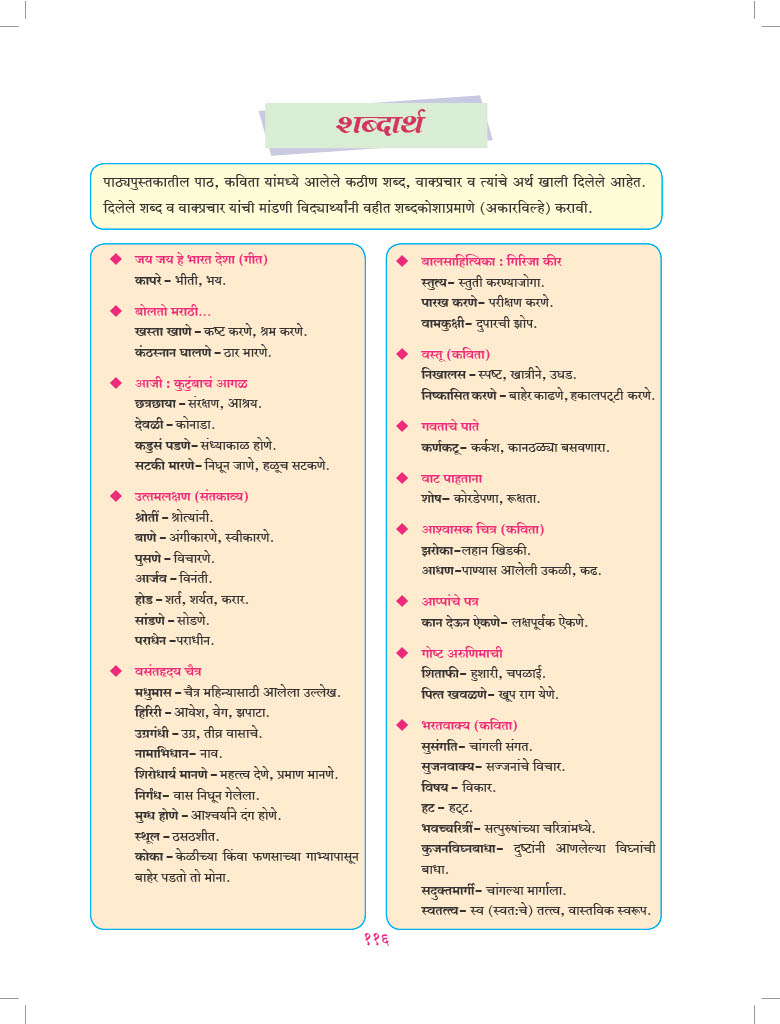 शब्दार्थ
पाठ्यपुस्तकातील पाठ, कविता यांमध्ये आलेले कठीण शब्द, वाक्प्रचार व त्यांचे अर्थ खाली दिलेले आहेत.
दिलेले शब्द व वाक्प्रचार यांची मांडणी विद्यार्थ्यांनी वहीत शब्दकोशाप्रमाणे (अकारविल्हे) करावी.
◆ जय जय हे भारत देशा (गीत)
कापरे – भीती, भय.
◆ बोलतो मराठी...
खस्ता खाणे – कष्ट करणे, श्रम करणे.
कंठस्नान घालणे – ठार मारणे.
◆ आजी : कुटुंबाचं आगळ
छत्रछाया – संरक्षण, आश्रय.
देवळी – कोनाडा.
कडुसं पडणे– संध्याकाळ होणे.
सटकी मारणे– निघून जाणे, हळूच सटकणे.
◆ उत्तमलक्षण (संतकाव्य)
श्रोतीं – श्रोत्यांनी.
बाणे – अंगीकारणे, स्वीकारणे.
पुसणे – विचारणे.
आर्जव – विनंती.
होड – शर्त, शर्यत, करार.
सांडणे – सोडणे.
पराधेन –पराधीन.
◆ वसंतहृदय चैत्र
मधुमास – चैत्र महिन्यासाठी आलेला उल्लेख.
हिरिरी – आवेश, वेग, झपाटा.
उग्रगंधी – उग्र, तीव्र वासाचे.
नामाभिधान– नाव.
शिरोधार्य मानणे – महत्त्व देणे, प्रमाण मानणे.
निर्गंध– वास निघून गेलेला.
मुग्ध होणे – आश्चर्याने दंग होणे.
स्थूल – ठसठशीत.
कोका – केळीच्या किंवा फणसाच्या गाभ्यापासून
बाहेर पडतो तो मोना.
◆ बालसाहित्यिका : गिरिजा कीर
स्तुत्य– स्तुती करण्याजोगा.
पारख करणे– परीक्षण करणे.
वामकुक्षी– दुपारची झोप.
◆ वस्तू (कविता)
निखालस – स्पष्ट, खात्रीने, उघड.
निष्कासित करणे – बाहेर काढणे, हकालपट्टी करणे.
◆ गवताचे पाते
कर्णकटू– कर्कश, कानठळ्या बसवणारा.
◆ वाट पाहताना
शोष– कोरडेपणा, रूक्षता.
◆ आश्वासक चित्र (कविता)
झरोका–लहान खिडकी.
आधण–पाण्यास आलेली उकळी, कढ.
◆ आप्पांचे पत्र
कान देऊन ऐकणे– लक्षपूर्वक ऐकणे.
◆ गोष्ट अरुणिमाची
शिताफी– हुशारी, चपळाई.
पित्त खवळणे– खूप राग येणे.
◆ भरतवाक्य (कविता)
सुसंगति– चांगली संगत.
सुजनवाक्य– सज्जनांचे विचार.
विषय – विकार.
हट – हट्ट.
भवच्चरित्रीं– सत्पुरुषांच्या चरित्रांमध्ये.
कुजनविघ्नबाधा– दुष्टांनी आणलेल्या विघ्नांची
बाधा.
सदुक्तमार्गी– चांगल्या मार्गाला.
स्वतत्त्व– स्व (स्वत:चे) तत्त्व, वास्तविक स्वरूप.
११६